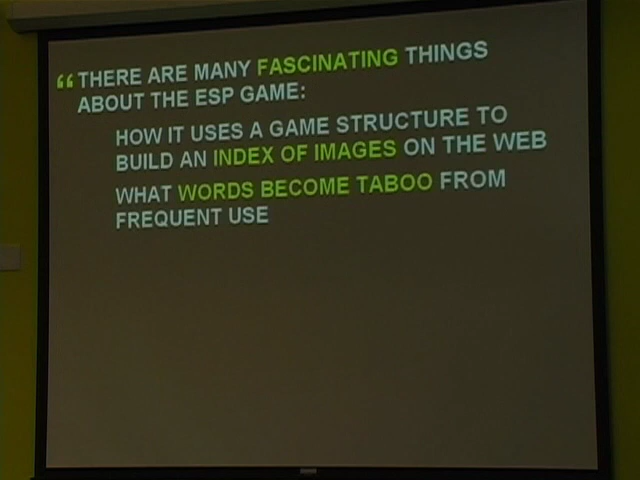 “ THERE ARE MANY FASCINATING THINGS
ABOUT THE ESP GAME:
HOW IT USES A GAME STRUCTURE TO
BUILD AN INDEX OF IMAGES ON THE WEB
WHAT WORDS BECOME TABOO FROM
FREQUENT USE